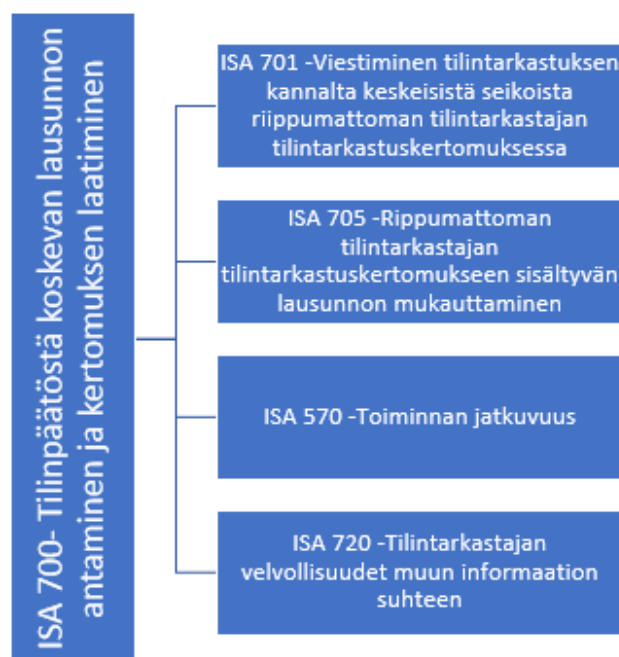 ISA 700- Tilinpäätöstä koskevan lausunnon
antaminen ja kertomuksen laatiminen
ISA 701 -Viestiminen tilintarkastuksen
kannalta keskeisistä seikoista
riippumattoman tilintarkastajan
tilintarkastuskertomuksessa
ISA 705 -Rippumattoman
tilintarkastajan
tilintarkastuskertomukseen sisältyvän
lausunnon mukauttaminen
ISA 570 -Toiminnan jatkuvuus
ISA 720 -Tilintarkastajan
velvollisuudet muun informaation
suhteen